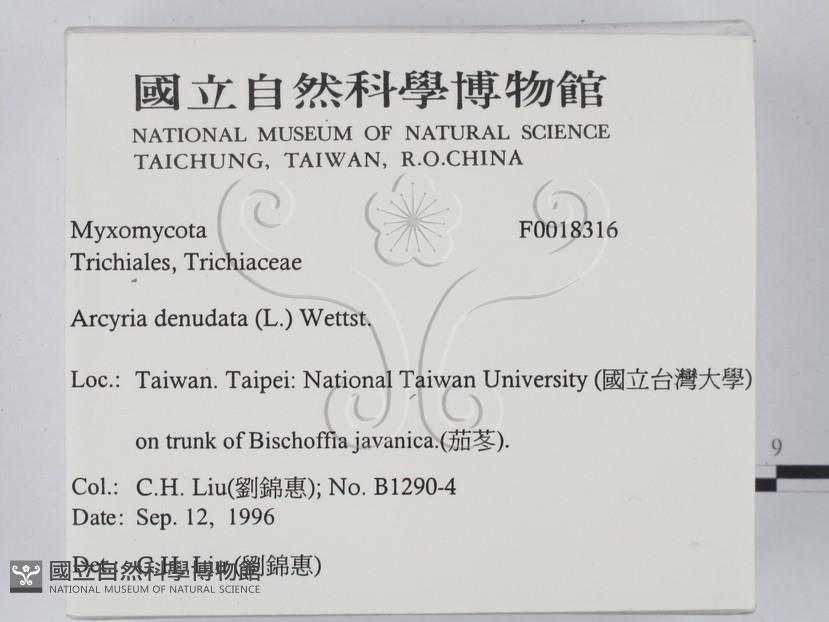 國立自然科學博物館
NATIONAL MUSEUM OF NATURAL SCIENCE
TAICHUNG, TAIWAN, R.O.CHINA
Myxomycota F0018316
Trichiales, Trichiaceae
Arcyria denudata (L.) Wettst.
Loc.: Taiwan. Taipei: National Taiwan University (國立台灣大學)
on trunk of Bischoffia javanica.(茄苳).
Col.: C.H. Liu(劉錦惠); No. B1290-4
Date: Sep. 12, 1996
Det.: C.H. Liu (劉錦惠)
國立自然科學博物館
NATIONAL MUSEUM OF NATURAL SCIENCE
9